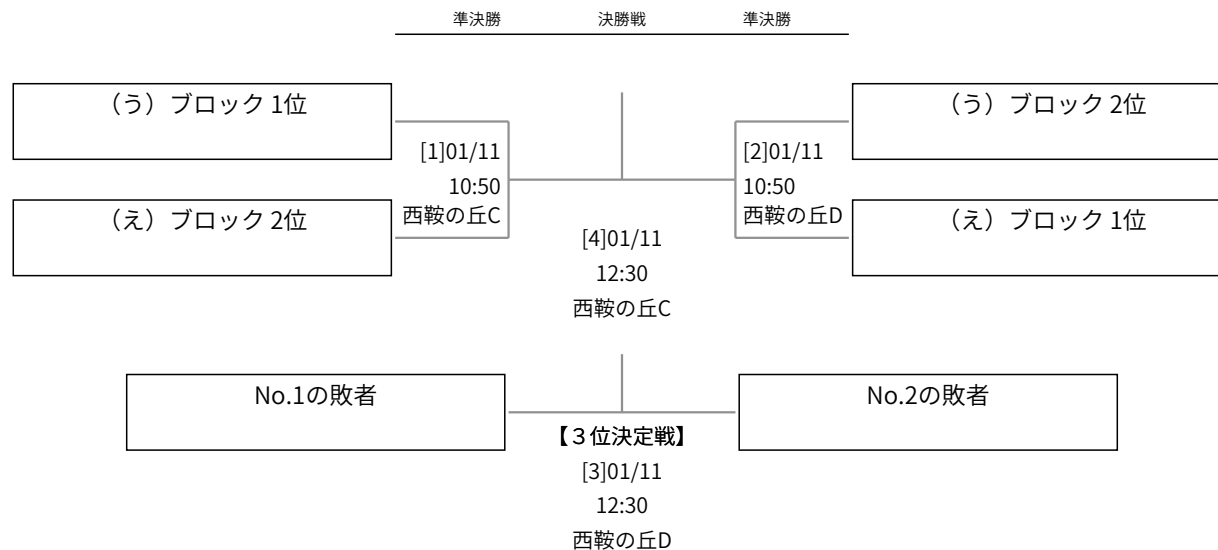 準決勝 決勝戦 準決勝
（う）ブロック 1位
（う）ブロック 2位
[1]01/11
10:50
西鞍の丘C
[2]01/11
10:50
西鞍の丘D
（え）ブロック 2位
（え）ブロック 1位
[4]01/11
12:30
西鞍の丘C
No.1の敗者
No.2の敗者
【３位決定戦】
[3]01/11
12:30
西鞍の丘D